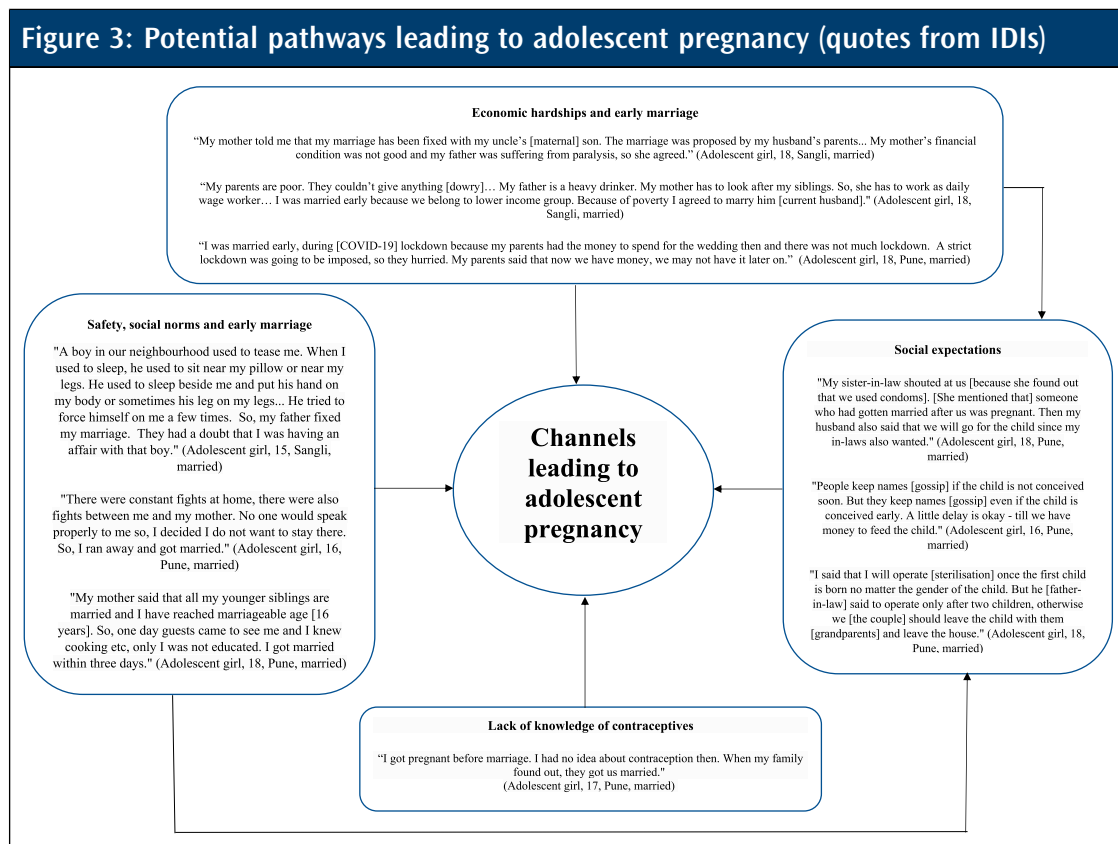 Figure 3: Potential pathways leading to adolescent pregnancy (quotes from IDIs)
Economic hardships and early marriage
“My mother told me that my marriage has been fixed with my uncle’s [maternal] son. The marriage was proposed by my husband’s parents... My mother’s financial
condition was not good and my father was suffering from paralysis, so she agreed.” (Adolescent girl, 18, Sangli, married)
“My parents are poor. They couldn’t give anything [dowry]… My father is a heavy drinker. My mother has to look after my siblings. So, she has to work as daily
wage worker… I was married early because we belong to lower income group. Because of poverty I agreed to marry him [current husband]." (Adolescent girl, 18,
Sangli, married)
“I was married early, during [COVID-19] lockdown because my parents had the money to spend for the wedding then and there was not much lockdown. A strict
lockdown was going to be imposed, so they hurried. My parents said that now we have money, we may not have it later on.” (Adolescent girl, 18, Pune, married)
Safety, social norms and early marriage
"A boy in our neighbourhood used to tease me. When I
used to sleep, he used to sit near my pillow or near my
legs. He used to sleep beside me and put his hand on
my body or sometimes his leg on my legs... He tried to
force himself on me a few times. So, my father fixed
my marriage. They had a doubt that I was having an
affair with that boy." (Adolescent girl, 15, Sangli,
married)
"There were constant fights at home, there were also
fights between me and my mother. No one would speak
properly to me so, I decided I do not want to stay there.
So, I ran away and got married." (Adolescent girl, 16,
Pune, married)
"My mother said that all my younger siblings are
married and I have reached marriageable age [16
years]. So, one day guests came to see me and I knew
cooking etc, only I was not educated. I got married
within three days." (Adolescent girl, 18, Pune, married)
Channels
leading to
adolescent
pregnancy
Social expectations
"My sister-in-law shouted at us [because she found out
that we used condoms]. [She mentioned that] someone
who had gotten married after us was pregnant. Then my
husband also said that we will go for the child since my
in-laws also wanted." (Adolescent girl, 18, Pune,
married)
"People keep names [gossip] if the child is not conceived
soon. But they keep names [gossip] even if the child is
conceived early. A little delay is okay - till we have
money to feed the child." (Adolescent girl, 16, Pune,
married)
"I said that I will operate [sterilisation] once the first child
is born no matter the gender of the child. But he [father-
in-law] said to operate only after two children, otherwise
we [the couple] should leave the child with them
[grandparents] and leave the house." (Adolescent girl, 18,
Pune, married)
Lack of knowledge of contraceptives
“I got pregnant before marriage. I had no idea about contraception then. When my family
found out, they got us married."
(Adolescent girl, 17, Pune, married)